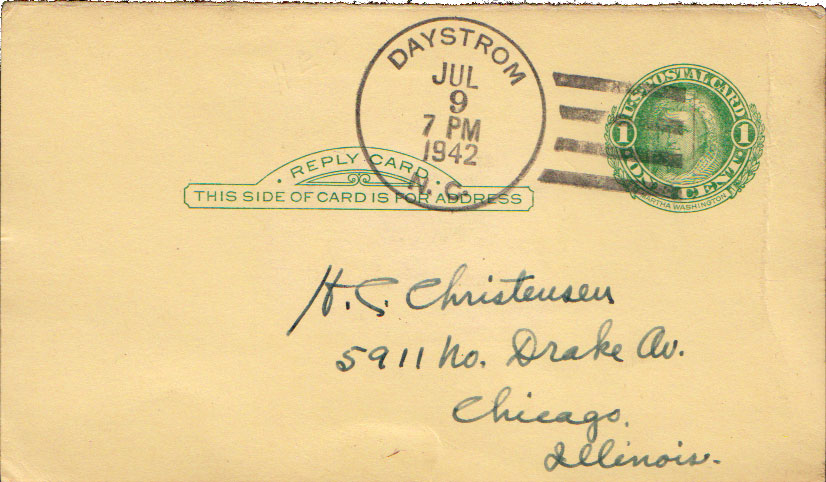 DAYSTROM
JUL
9
7 PM
1942
N. C.
U.S. POSTAL CARD
1 1
ONE CENT
MARTHA WASHINGTON
REPLY CARD
THIS SIDE OF CARD IS FOR ADDRESS
H. C. Christensen
5911 No. Drake Av.
Chicago,
Illinois.